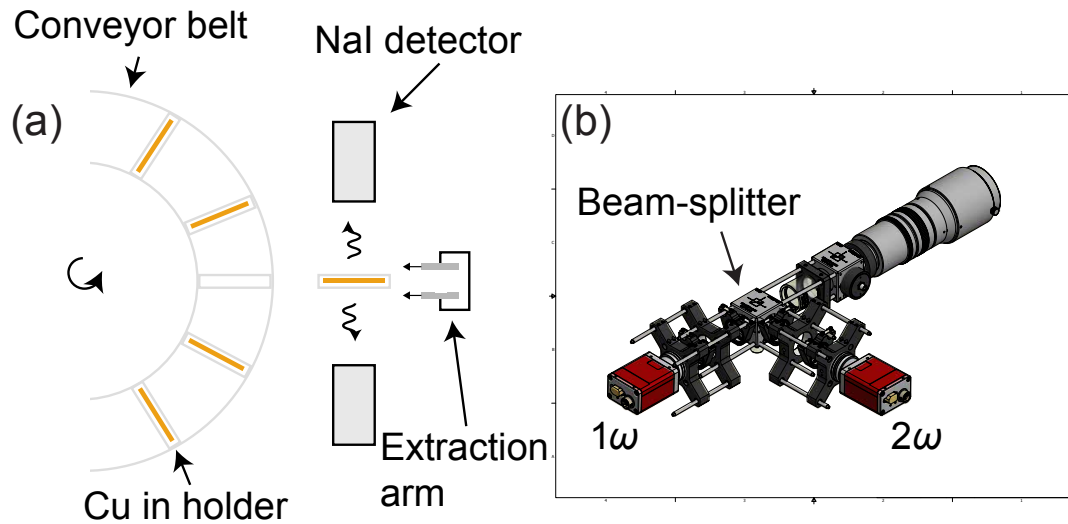 Conveyor belt
NaI detector
(a)
(b)
Beam-splitter
Extraction
arm
Cu in holder
1ω
2ω